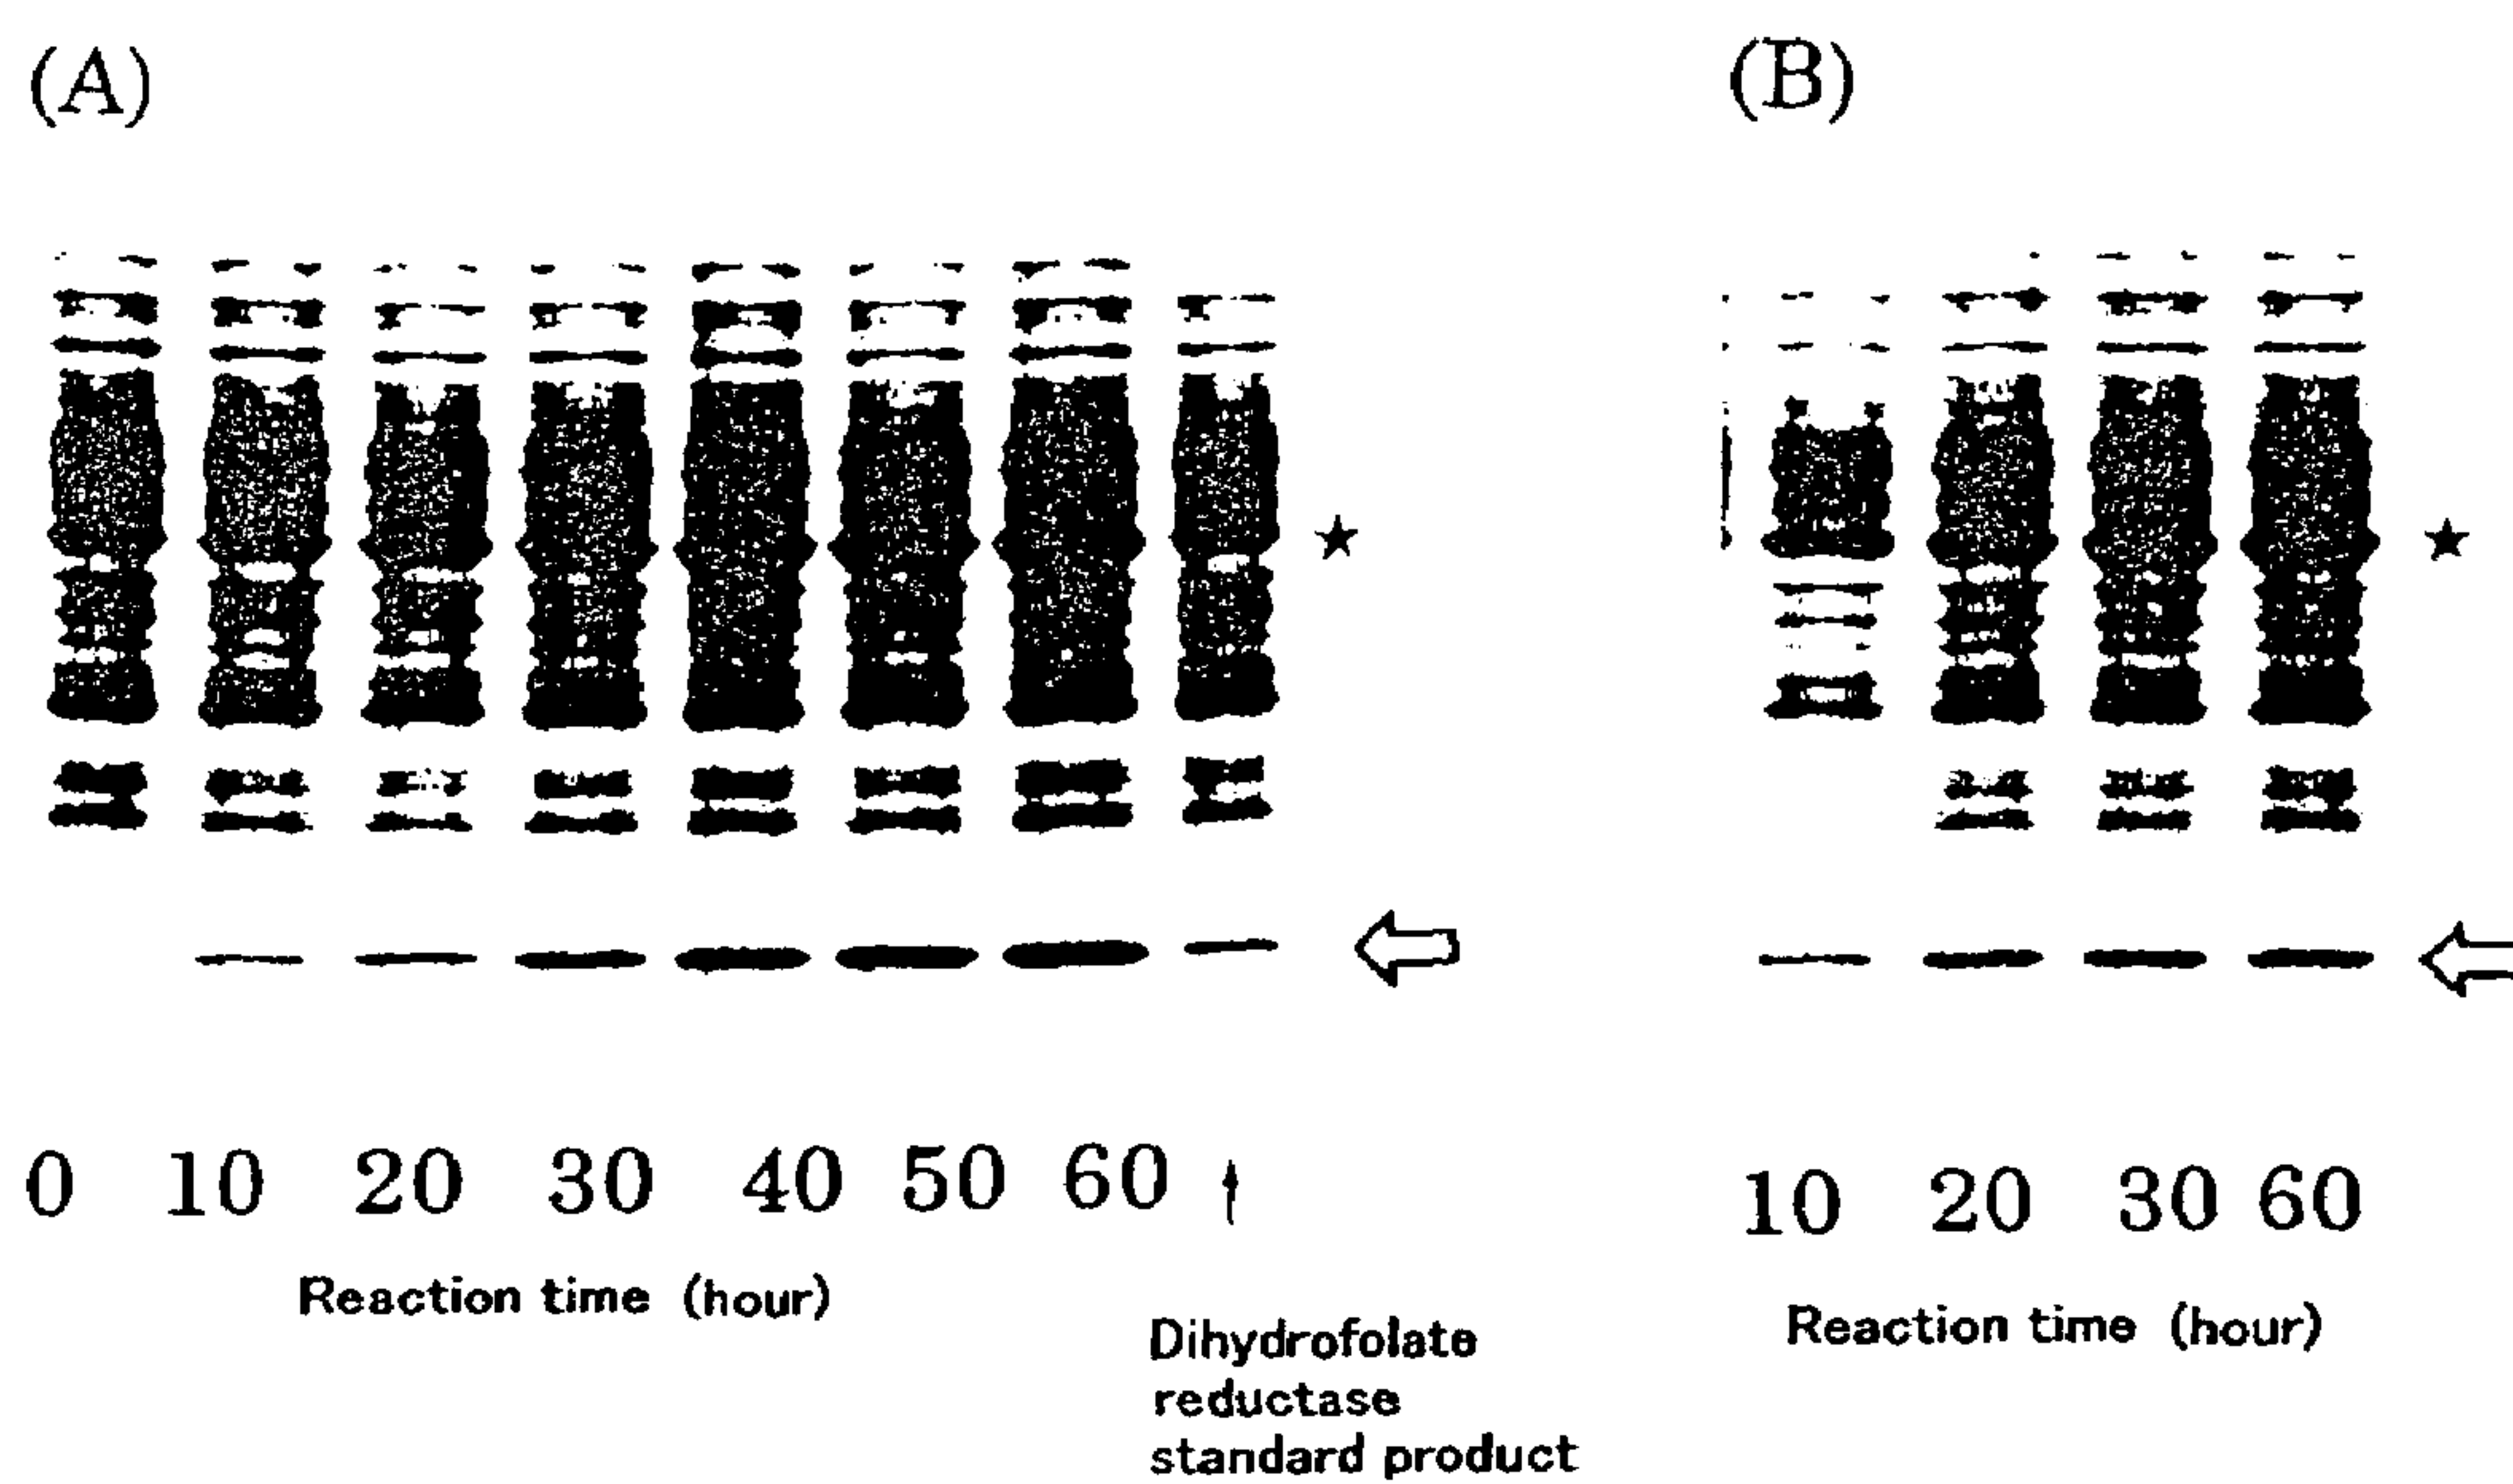 (A)
(B)
0 10 20 30 40 50 60
Reaction time (hour)
Dihydrofolate
reductase
standard product
10 20 30 60
Reaction time (hour)